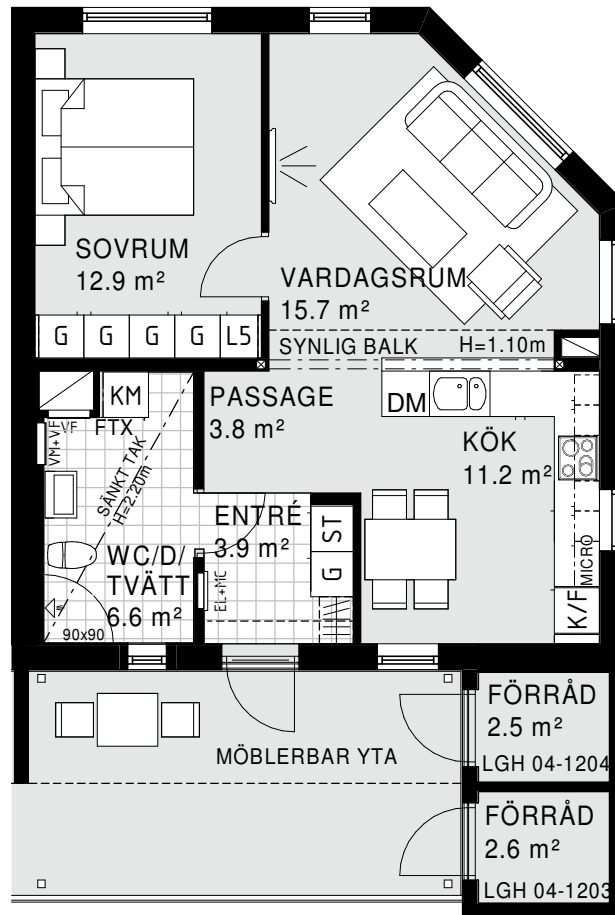 SOVRUM
12.9 m²
VARDAGSRUM
15.7 m²
G G G G L5
SYNLIG BALK
H=1.10m
KM
PASSAGE
3.8 m²
DM
KÖK
11.2 m²
VF
FTX
VM+VF
SÄNKT TAK
H=2.20m
ENTRÉ
3.9 m²
ST
G
WC/D/
TVÄTT
6.6 m²
EL+MC
MICRO
K/F
90x90
FÖRRÅD
2.5 m²
LGH 04-1204
MÖBLERBAR YTA
FÖRRÅD
2.6 m²
LGH 04-1203